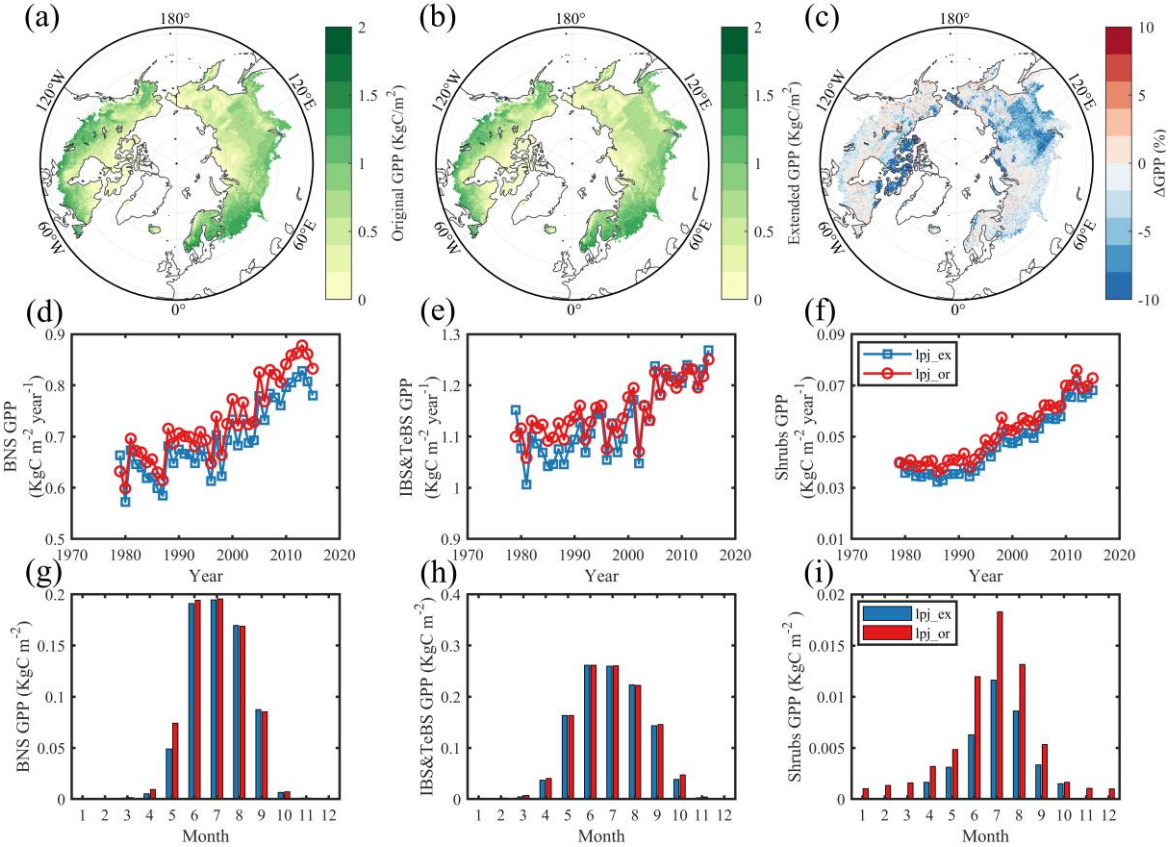 (a)
180°
120°W
120°E
60°W
60°E
0°
2
1.5
1
0.5
0
Original GPP (KgC/m²)
(b)
180°
120°W
120°E
60°W
60°E
0°
2
1.5
1
0.5
0
Extended GPP (KgC/m²)
(c)
180°
120°W
120°E
60°W
60°E
0°
10
5
0
-5
-10
ΔGPP (%)
(d)
BNS GPP
(KgC m⁻² year⁻¹)
0.9
0.8
0.7
0.6
0.5
1970 1980 1990 2000 2010 2020
Year
(e)
IBS&TeBS GPP
(KgC m⁻² year⁻¹)
1.3
1.2
1.1
1
0.9
1970 1980 1990 2000 2010 2020
Year
(f)
Shrubs GPP
(KgC m⁻² year⁻¹)
0.09
0.07
0.05
0.03
0.01
lpj_ex
lpj_or
1970 1980 1990 2000 2010 2020
Year
(g)
BNS GPP (KgC m⁻²)
0.2
0.15
0.1
0.05
0
1 2 3 4 5 6 7 8 9 10 11 12
Month
(h)
IBS&TeBS GPP (KgC m⁻²)
0.4
0.3
0.2
0.1
0
1 2 3 4 5 6 7 8 9 10 11 12
Month
(i)
Shrubs GPP (KgC m⁻²)
0.02
0.015
0.01
0.005
0
lpj_ex
lpj_or
1 2 3 4 5 6 7 8 9 10 11 12
Month